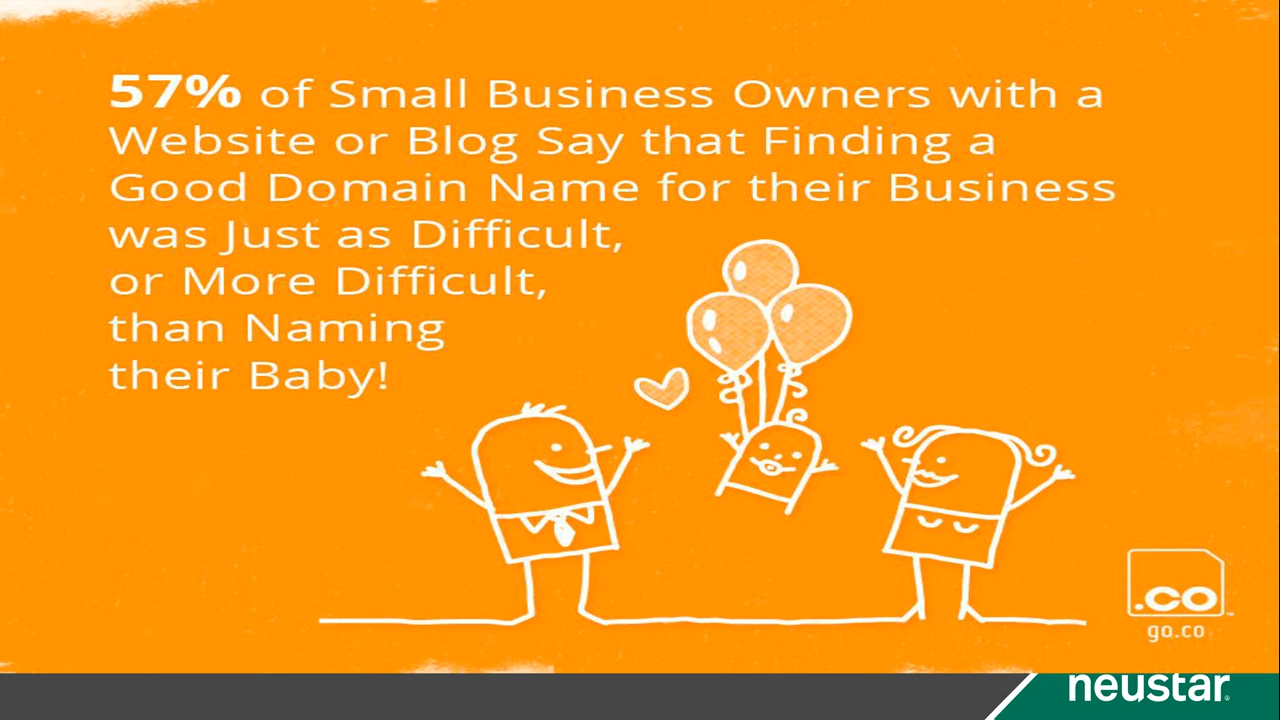 57% of Small Business Owners with a
Website or Blog Say that Finding a
Good Domain Name for their Business
was Just as Difficult,
or More Difficult,
than Naming
their Baby!
.co
go.co
neustar